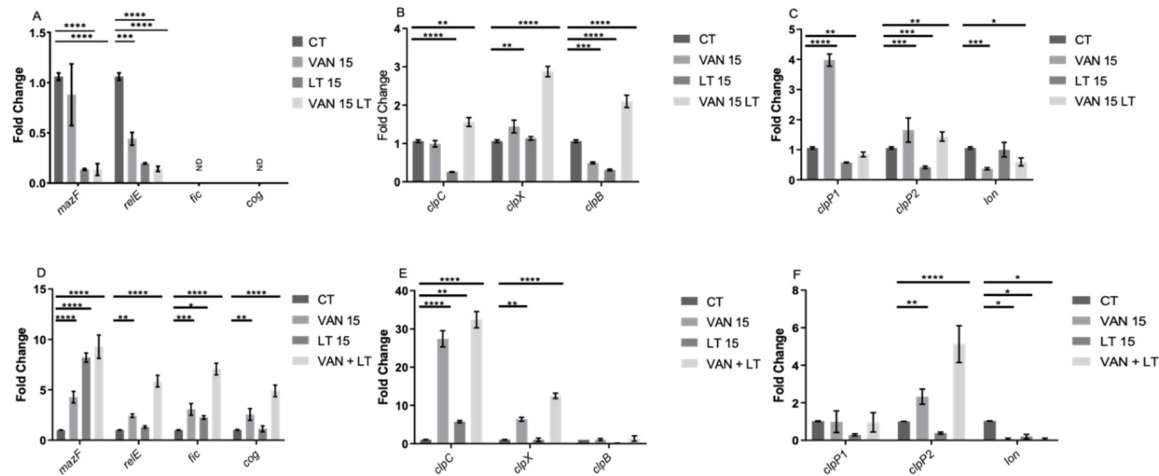 A
****
****
****
****
***
1.5
1.0
0.5
0.0
Fold Change
ND
ND
mazF
relE
fic
cog
CT
VAN 15
LT 15
VAN 15 LT
B
**
****
****
****
****
**
***
4
3
2
1
0
Fold Change
clpC
clpX
clpB
CT
VAN 15
LT 15
VAN 15 LT
C
**
*
**
***
****
***
***
5
4
3
2
1
0
Fold Change
clpP1
clpP2
lon
CT
VAN 15
LT 15
VAN 15 LT
D
****
****
****
****
****
*
****
**
***
**
15
10
5
0
Fold Change
mazF
relE
fic
cog
CT
VAN 15
LT 15
VAN + LT
E
****
****
**
****
**
40
30
20
10
0
Fold Change
clpC
clpX
clpB
CT
VAN 15
LT 15
VAN + LT
F
****
*
*
**
*
8
6
4
2
0
Fold Change
clpP1
clpP2
lon
CT
VAN 15
LT 15
VAN + LT